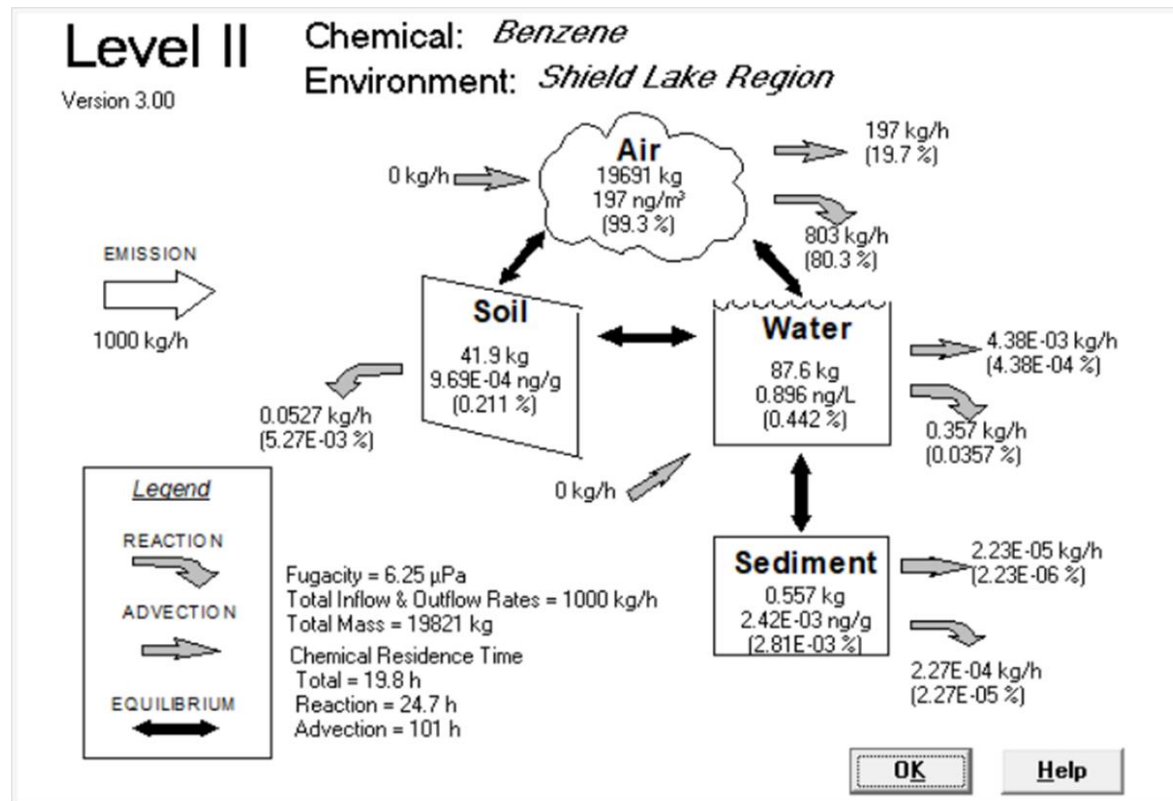 Level II
Version 3.00
Chemical: Benzene
Environment: Shield Lake Region
Air
19691 kg
197 ng/m³
(99.3 %)
0 kg/h
197 kg/h
(19.7 %)
803 kg/h
(80.3 %)
EMISSION
1000 kg/h
Soil
41.9 kg
9.69E-04 ng/g
(0.211 %)
0.0527 kg/h
(5.27E-03 %)
Water
87.6 kg
0.896 ng/L
(0.442 %)
4.38E-03 kg/h
(4.38E-04 %)
0.357 kg/h
(0.0357 %)
0 kg/h
Sediment
0.557 kg
2.42E-03 ng/g
(2.81E-03 %)
2.23E-05 kg/h
(2.23E-06 %)
2.27E-04 kg/h
(2.27E-05 %)
Legend
REACTION
ADVECTION
EQUILIBRIUM
Fugacity = 6.25 µPa
Total Inflow & Outflow Rates = 1000 kg/h
Total Mass = 19821 kg
Chemical Residence Time
Total = 19.8 h
Reaction = 24.7 h
Advection = 101 h
OK
Help